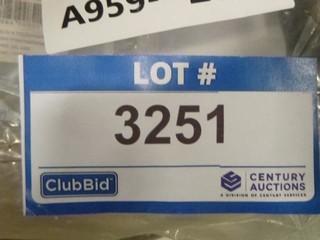 LOT #
3251
ClubBid
CENTURY
AUCTIONS
A DIVISION OF CENTURY SERVICES